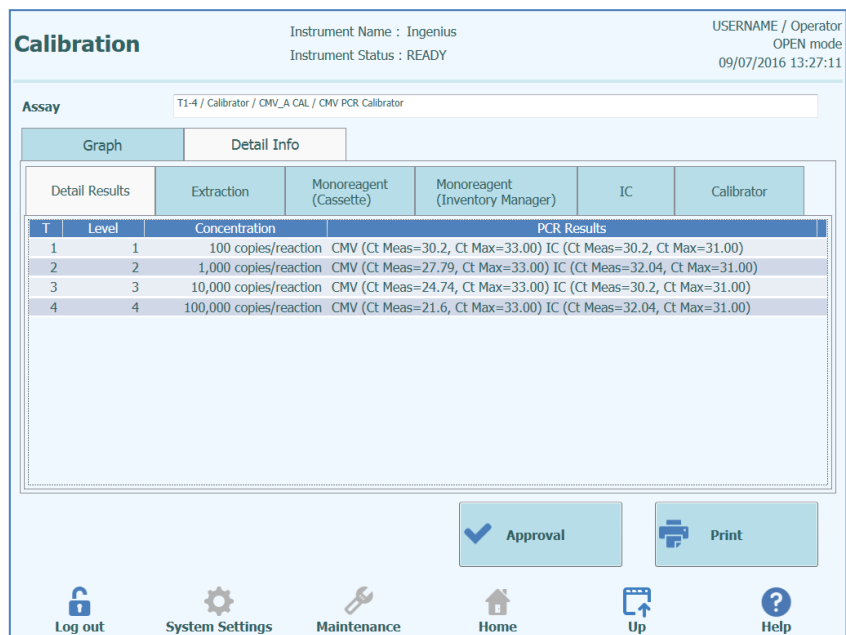 Calibration
Instrument Name : Ingenius
Instrument Status : READY
USERNAME / Operator
OPEN mode
09/07/2016 13:27:11
Assay
T1-4 / Calibrator / CMV_A CAL / CMV PCR Calibrator
Graph
Detail Info
Detail Results
Extraction
Monoreagent
(Cassette)
Monoreagent
(Inventory Manager)
IC
Calibrator
T Level Concentration PCR Results
1 1 100 copies/reaction CMV (Ct Meas=30.2, Ct Max=33.00) IC (Ct Meas=30.2, Ct Max=31.00)
2 2 1,000 copies/reaction CMV (Ct Meas=27.79, Ct Max=33.00) IC (Ct Meas=32.04, Ct Max=31.00)
3 3 10,000 copies/reaction CMV (Ct Meas=24.74, Ct Max=33.00) IC (Ct Meas=30.2, Ct Max=31.00)
4 4 100,000 copies/reaction CMV (Ct Meas=21.6, Ct Max=33.00) IC (Ct Meas=32.04, Ct Max=31.00)
Approval
Print
Log out
System Settings
Maintenance
Home
Up
Help